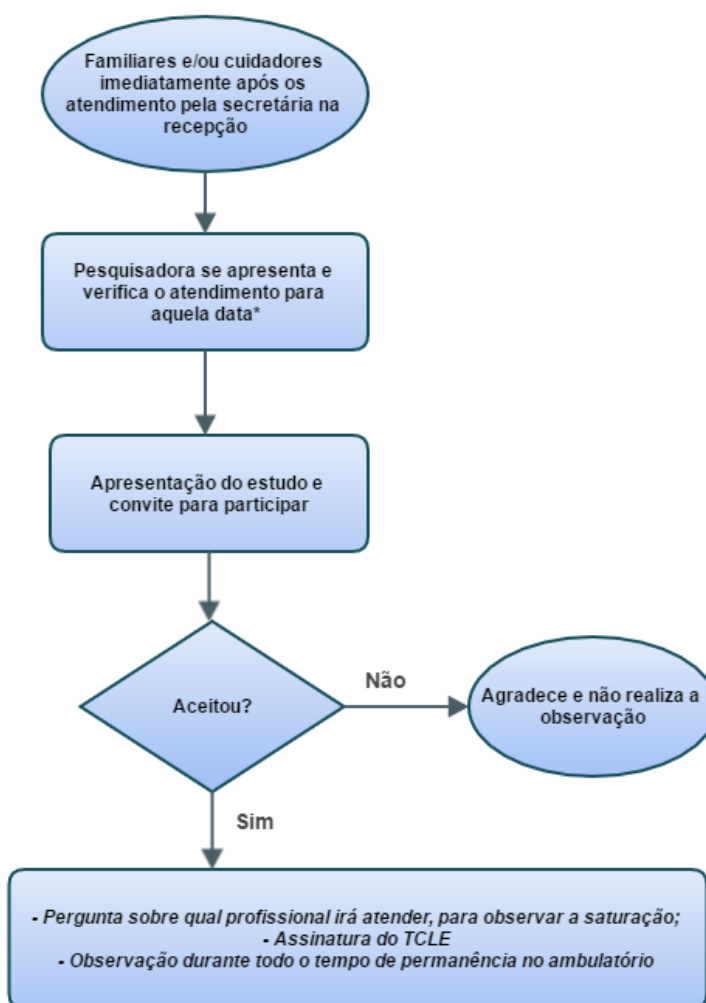 Familiares e/ou cuidadores
imediatamente após os
atendimento pela secretária na
recepção
Pesquisadora se apresenta e
verifica o atendimento para
aquela data*
Apresentação do estudo e
convite para participar
Aceitou?
Não
Agradece e não realiza a
observação
Sim
- Pergunta sobre qual profissional irá atender, para observar a saturação;
- Assinatura do TCLE
- Observação durante todo o tempo de permanência no ambulatório